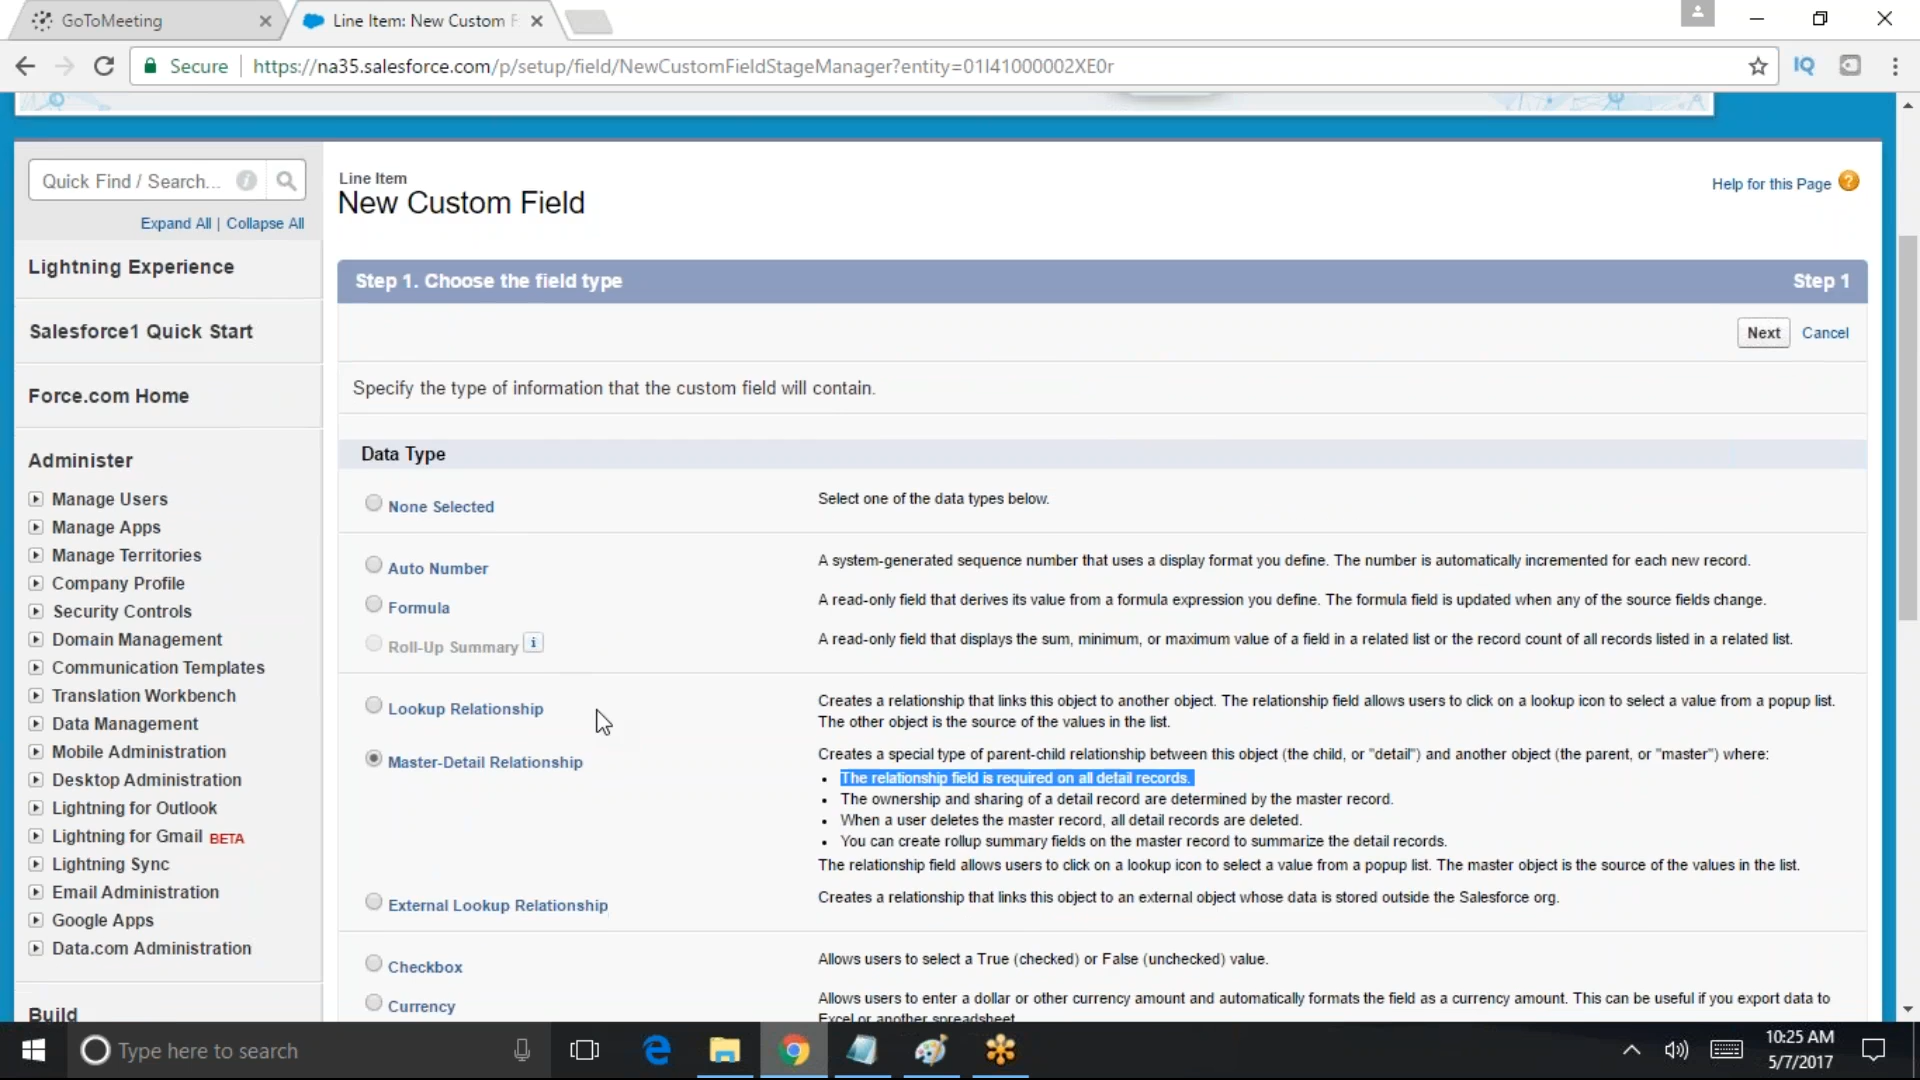 GoToMeeting
Line Item: New Custom F
Secure
https://na35.salesforce.com/p/setup/field/NewCustomFieldStageManager?entity=01I41000002XE0r
IQ
Quick Find / Search...
Expand All | Collapse All
Lightning Experience
Salesforce1 Quick Start
Force.com Home
Administer
Manage Users
Manage Apps
Manage Territories
Company Profile
Security Controls
Domain Management
Communication Templates
Translation Workbench
Data Management
Mobile Administration
Desktop Administration
Lightning for Outlook
Lightning for Gmail BETA
Lightning Sync
Email Administration
Google Apps
Data.com Administration
Build
Line Item
New Custom Field
Help for this Page ?
Step 1. Choose the field type
Step 1
Next Cancel
Specify the type of information that the custom field will contain.
Data Type
None Selected
Select one of the data types below.
Auto Number
A system-generated sequence number that uses a display format you define. The number is automatically incremented for each new record.
Formula
A read-only field that derives its value from a formula expression you define. The formula field is updated when any of the source fields change.
Roll-Up Summary i
A read-only field that displays the sum, minimum, or maximum value of a field in a related list or the record count of all records listed in a related list.
Lookup Relationship
Creates a relationship that links this object to another object. The relationship field allows users to click on a lookup icon to select a value from a popup list.
The other object is the source of the values in the list.
Master-Detail Relationship
Creates a special type of parent-child relationship between this object (the child, or "detail") and another object (the parent, or "master") where:
• The relationship field is required on all detail records.
• The ownership and sharing of a detail record are determined by the master record.
• When a user deletes the master record, all detail records are deleted.
• You can create rollup summary fields on the master record to summarize the detail records.
The relationship field allows users to click on a lookup icon to select a value from a popup list. The master object is the source of the values in the list.
External Lookup Relationship
Creates a relationship that links this object to an external object whose data is stored outside the Salesforce org.
Checkbox
Allows users to select a True (checked) or False (unchecked) value.
Currency
Allows users to enter a dollar or other currency amount and automatically formats the field as a currency amount. This can be useful if you export data to
Excel or another spreadsheet
Type here to search
10:25 AM
5/7/2017